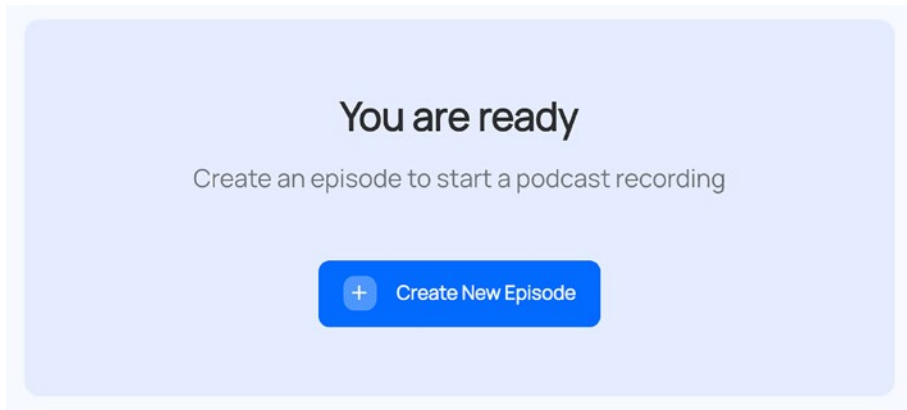 You are ready
Create an episode to start a podcast recording
Create New Episode